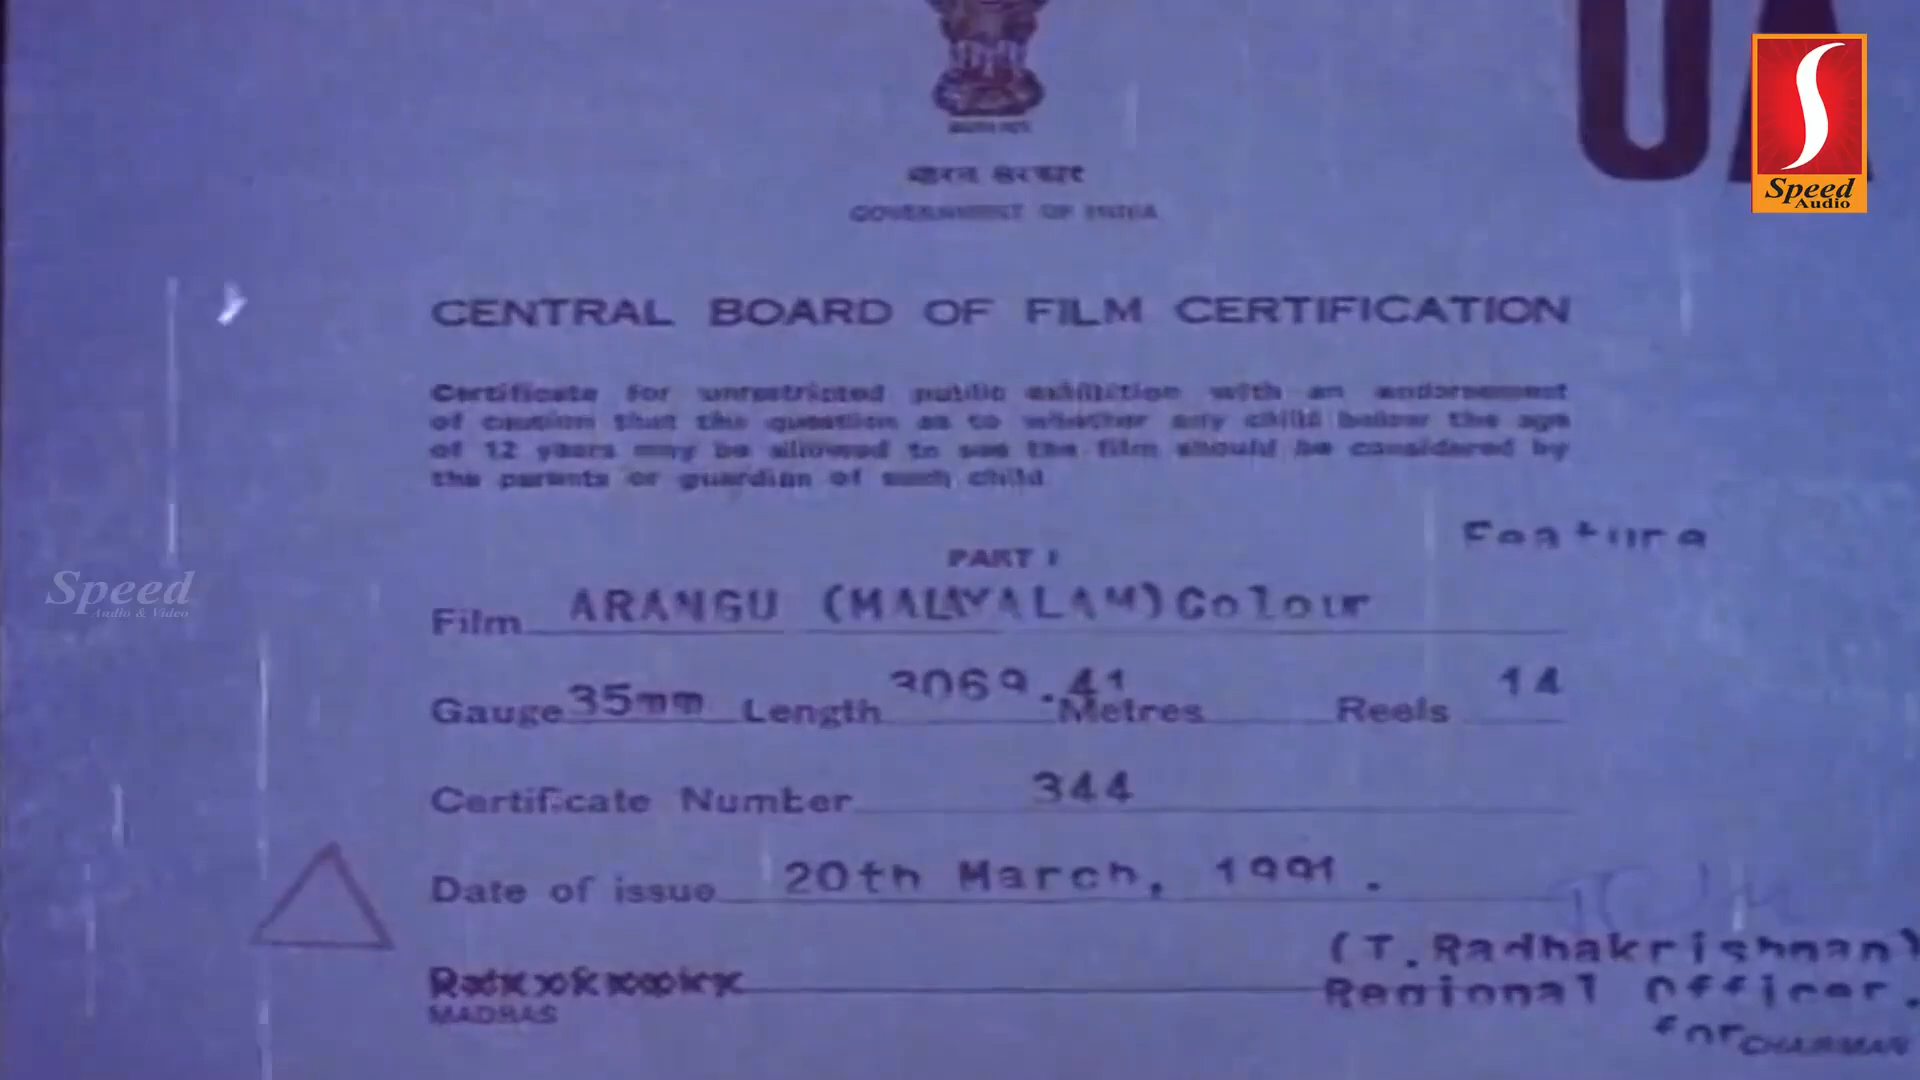 UA
Speed
Audio
भारत सरकार
GOVERNMENT OF INDIA
CENTRAL BOARD OF FILM CERTIFICATION
Certificate for unrestricted public exhibition with an endorsement
of caution that the question as to whether any child below the age
of 12 years may be allowed to see the film should be considered by
the parents or guardian of such child
Feature
PART I
Film ARANGU (MALAYALAM) Colour
Gauge 35mm Length 3069.41 Metres Reels 14
Certificate Number 344
Date of issue 20th March, 1991.
(T.Radhakrishnan)
Regional Officer.
MADRAS
for CHAIRMAN
Speed
Audio & Video